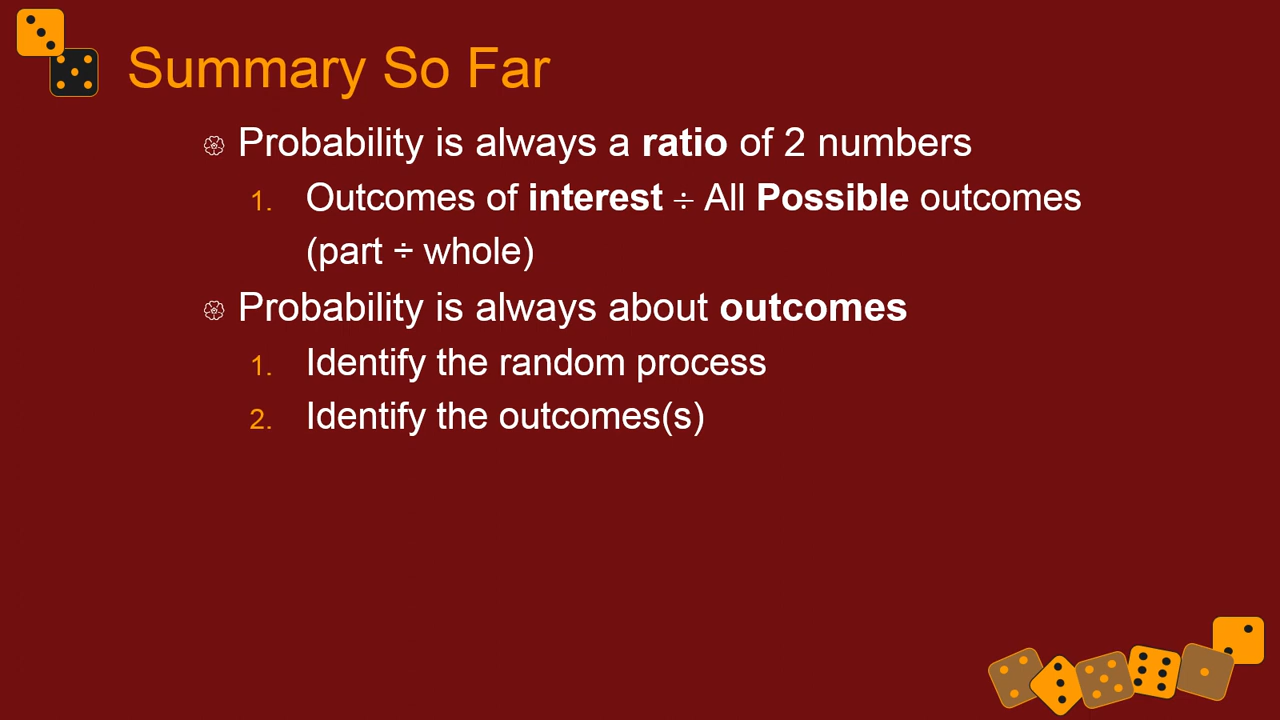 Summary So Far
Probability is always a ratio of 2 numbers
1. Outcomes of interest ÷ All Possible outcomes
(part ÷ whole)
Probability is always about outcomes
1. Identify the random process
2. Identify the outcomes(s)